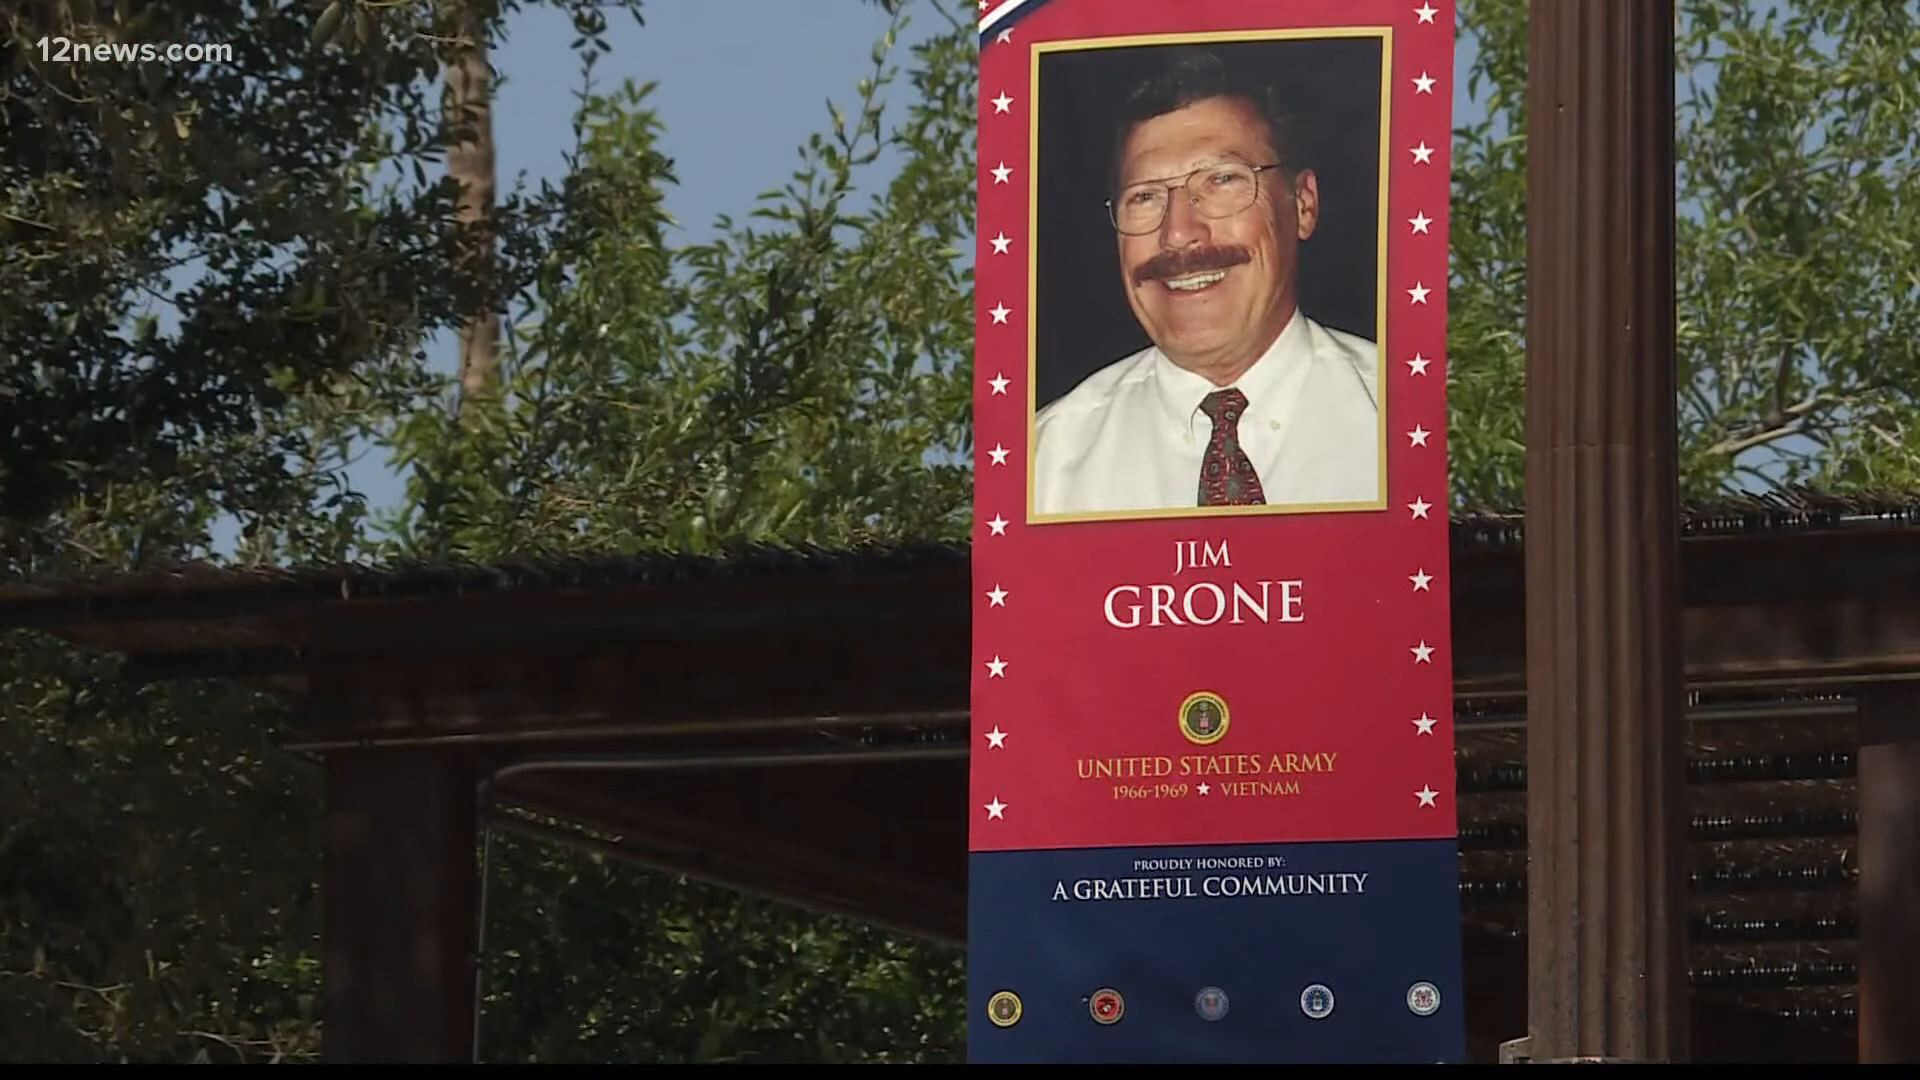 12news.com
JIM
GRONE
UNITED STATES ARMY
1966-1969 ★ VIETNAM
PROUDLY HONORED BY:
A GRATEFUL COMMUNITY